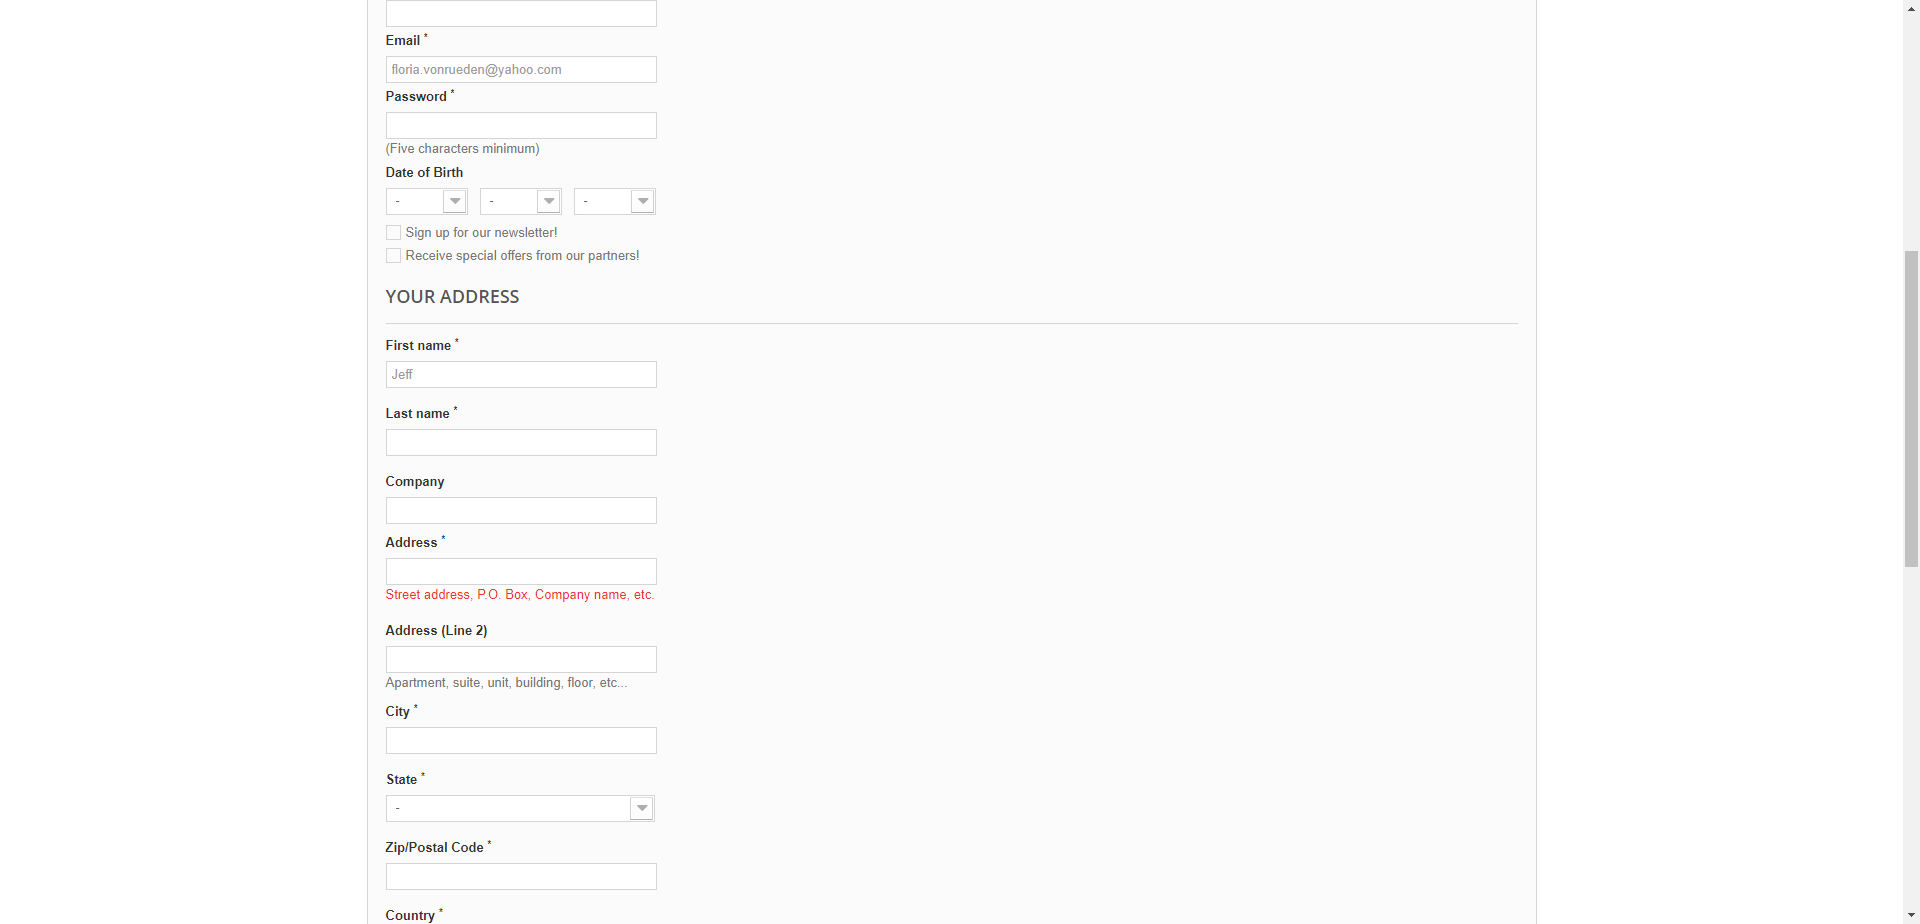 Email *
floria.vonrueden@yahoo.com
Password *
(Five characters minimum)
Date of Birth
- - -
Sign up for our newsletter!
Receive special offers from our partners!
YOUR ADDRESS
First name *
Jeff
Last name *
Company
Address *
Street address, P.O. Box, Company name, etc.
Address (Line 2)
Apartment, suite, unit, building, floor, etc...
City *
State *
-
Zip/Postal Code *
Country *